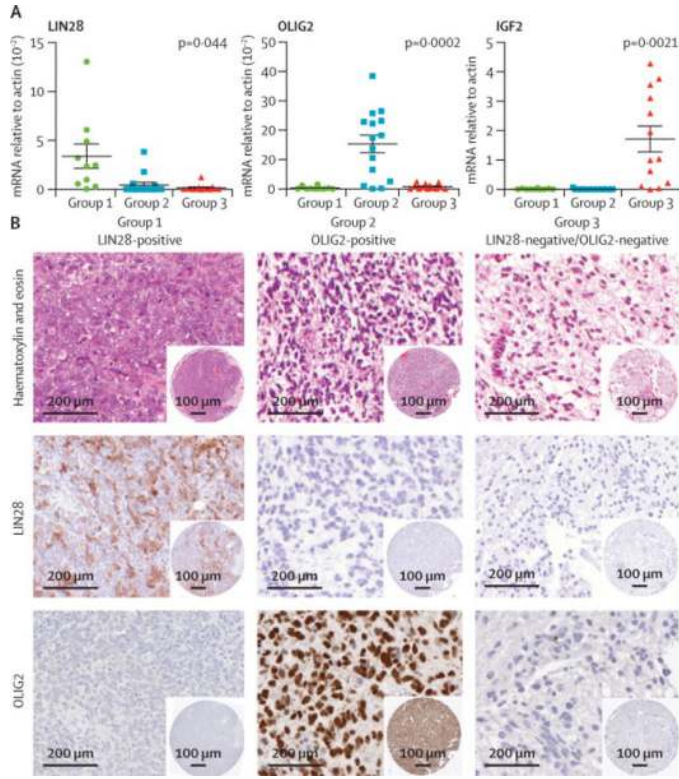 A
LIN28
OLIG2
IGF2
p=0·044
p=0·0002
p=0·0021
mRNA relative to actin (10⁻²)
15
10
5
0
Group 1 Group 2 Group 3
mRNA relative to actin (10⁻²)
50
20
10
20
10
0
Group 1 Group 2 Group 3
mRNA relative to actin
5
4
3
2
1
0
Group 1 Group 2 Group 3
B
Group 1
LIN28-positive
Group 2
OLIG2-positive
Group 3
LIN28-negative/OLIG2-negative
Haematoxylin and eosin
200 µm 100 µm
200 µm 100 µm
200 µm 100 µm
LIN28
200 µm 100 µm
200 µm 100 µm
200 µm 100 µm
OLIG2
200 µm 100 µm
200 µm 100 µm
200 µm 100 µm